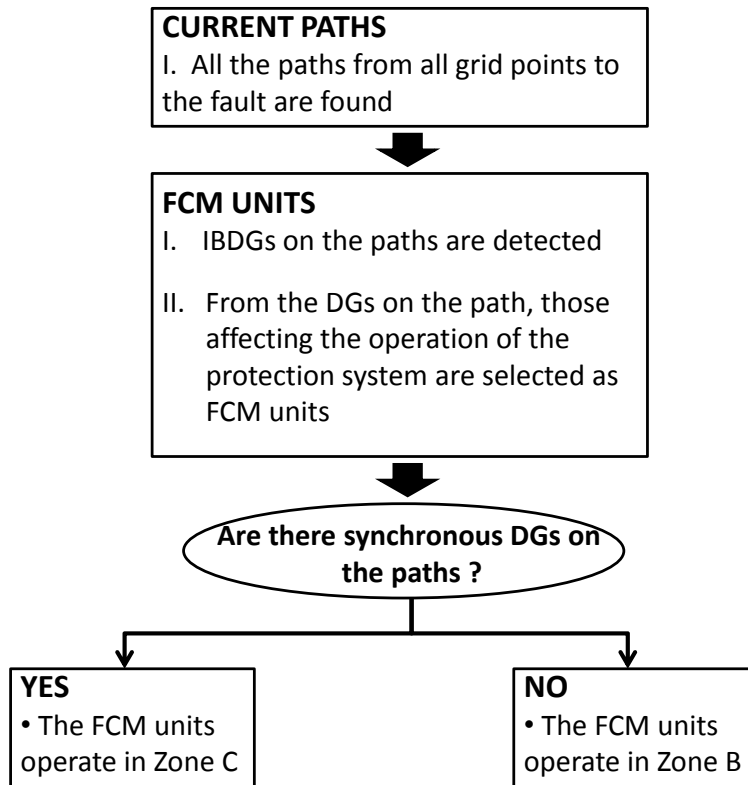 CURRENT PATHS
I. All the paths from all grid points to
the fault are found
FCM UNITS
I. IBDGs on the paths are detected
II. From the DGs on the path, those
affecting the operation of the
protection system are selected as
FCM units
Are there synchronous DGs on
the paths ?
YES
• The FCM units
operate in Zone C
NO
• The FCM units
operate in Zone B